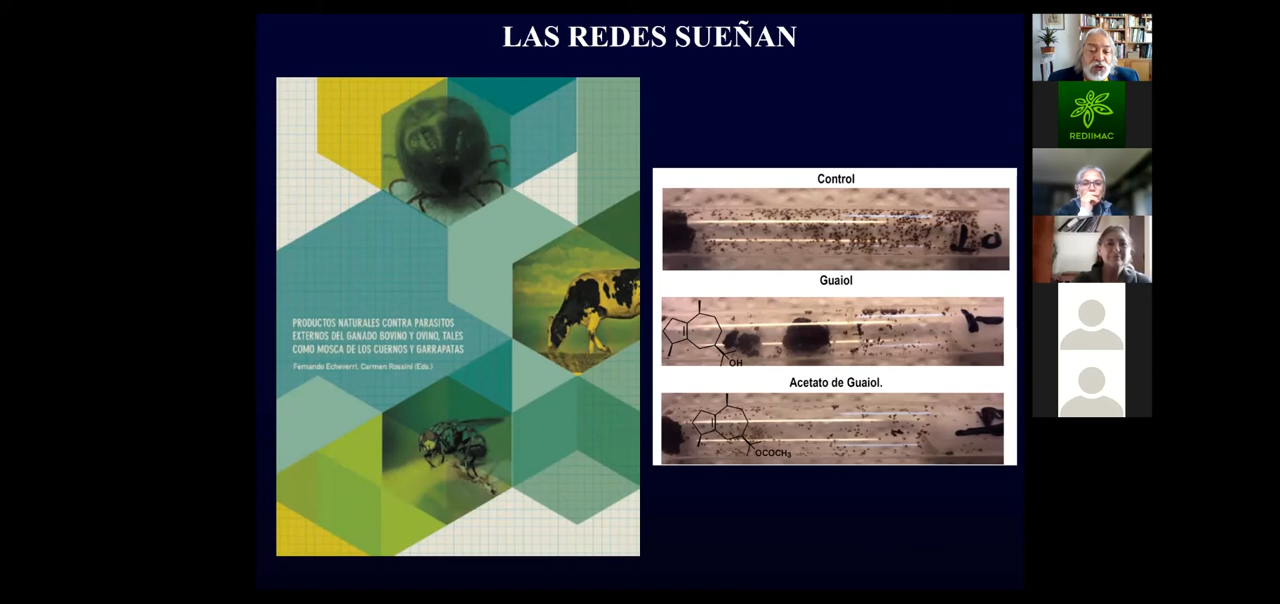 LAS REDES SUEÑAN
PRODUCTOS NATURALES CONTRA PARASITOS
EXTERNOS DEL GANADO BOVINO Y OVINO, TALES
COMO MOSCA DE LOS CUERNOS Y GARRAPATAS
Fernando Echeverri, Carmen Rossini (Eds.)
Control
Guaiol
OH
Acetato de Guaiol.
OCOCH₃
REDIIMAC